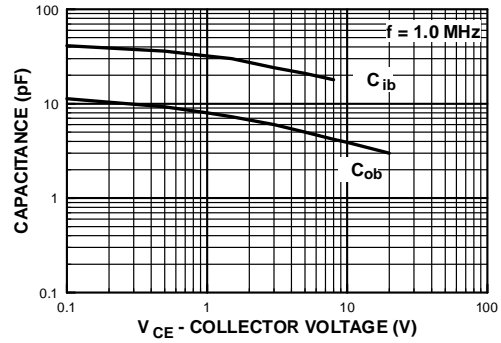 100
f = 1.0 MHz
C ib
10
C ob
1
0.1
CAPACITANCE (pF)
0.1 1 10 100
V CE - COLLECTOR VOLTAGE (V)